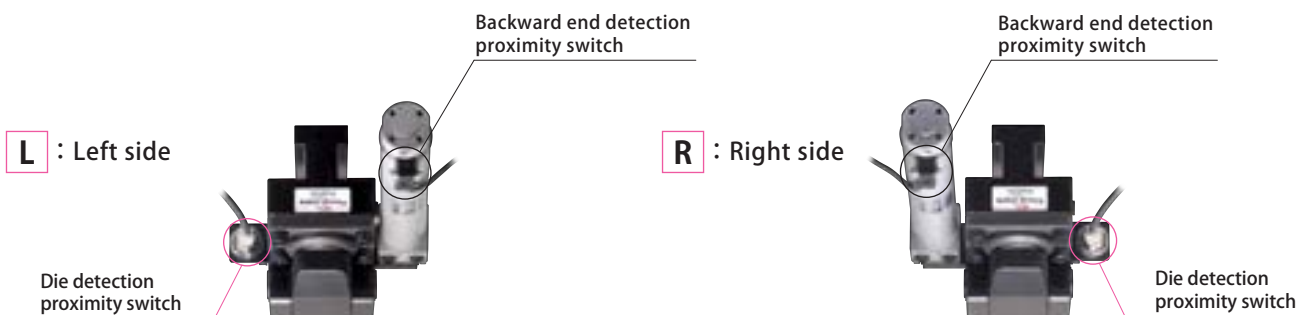 Backward end detection
proximity switch
L : Left side
Die detection
proximity switch
Backward end detection
proximity switch
R : Right side
Die detection
proximity switch